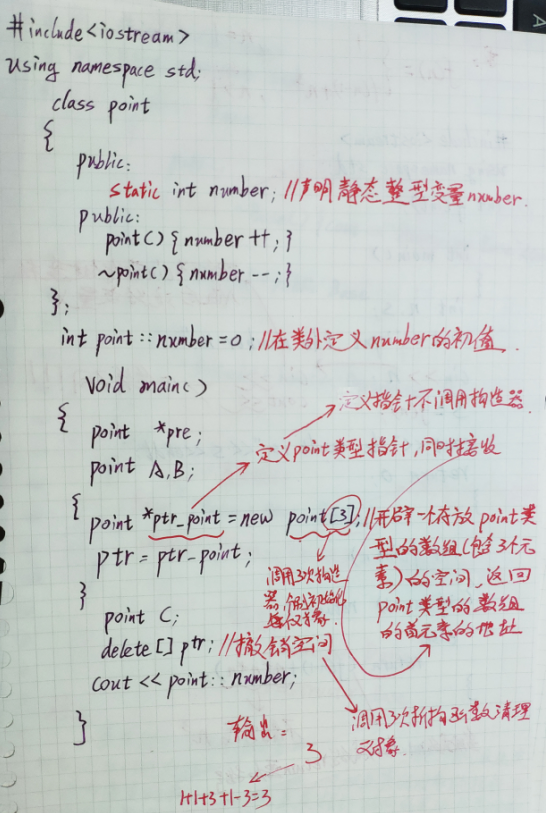 #include<iostream>
using namespace std;
class point
{
public:
static int number; //声明静态整型变量number.
public:
point() { number ++; }
~point() { number --; }
};
int point :: number = 0; //在类外定义number的初值.
void main()
{
定义指针不调用构造器.
point *pre;
定义point类型指针,同时接收
point A,B;
{
point *ptr_point = new point[3]; //开辟一个存放point类
型的数组(包含3个元
素)的空间,返回
point类型的数组
的首元素的地址
ptr = ptr_point;
调用3次构造
器,
对象.
}
point C;
delete [] ptr; //撤销空间
cout << point:: number;
调用3次析构函数清理
对象.
}
输出=
3
1+1+3+1-3=3